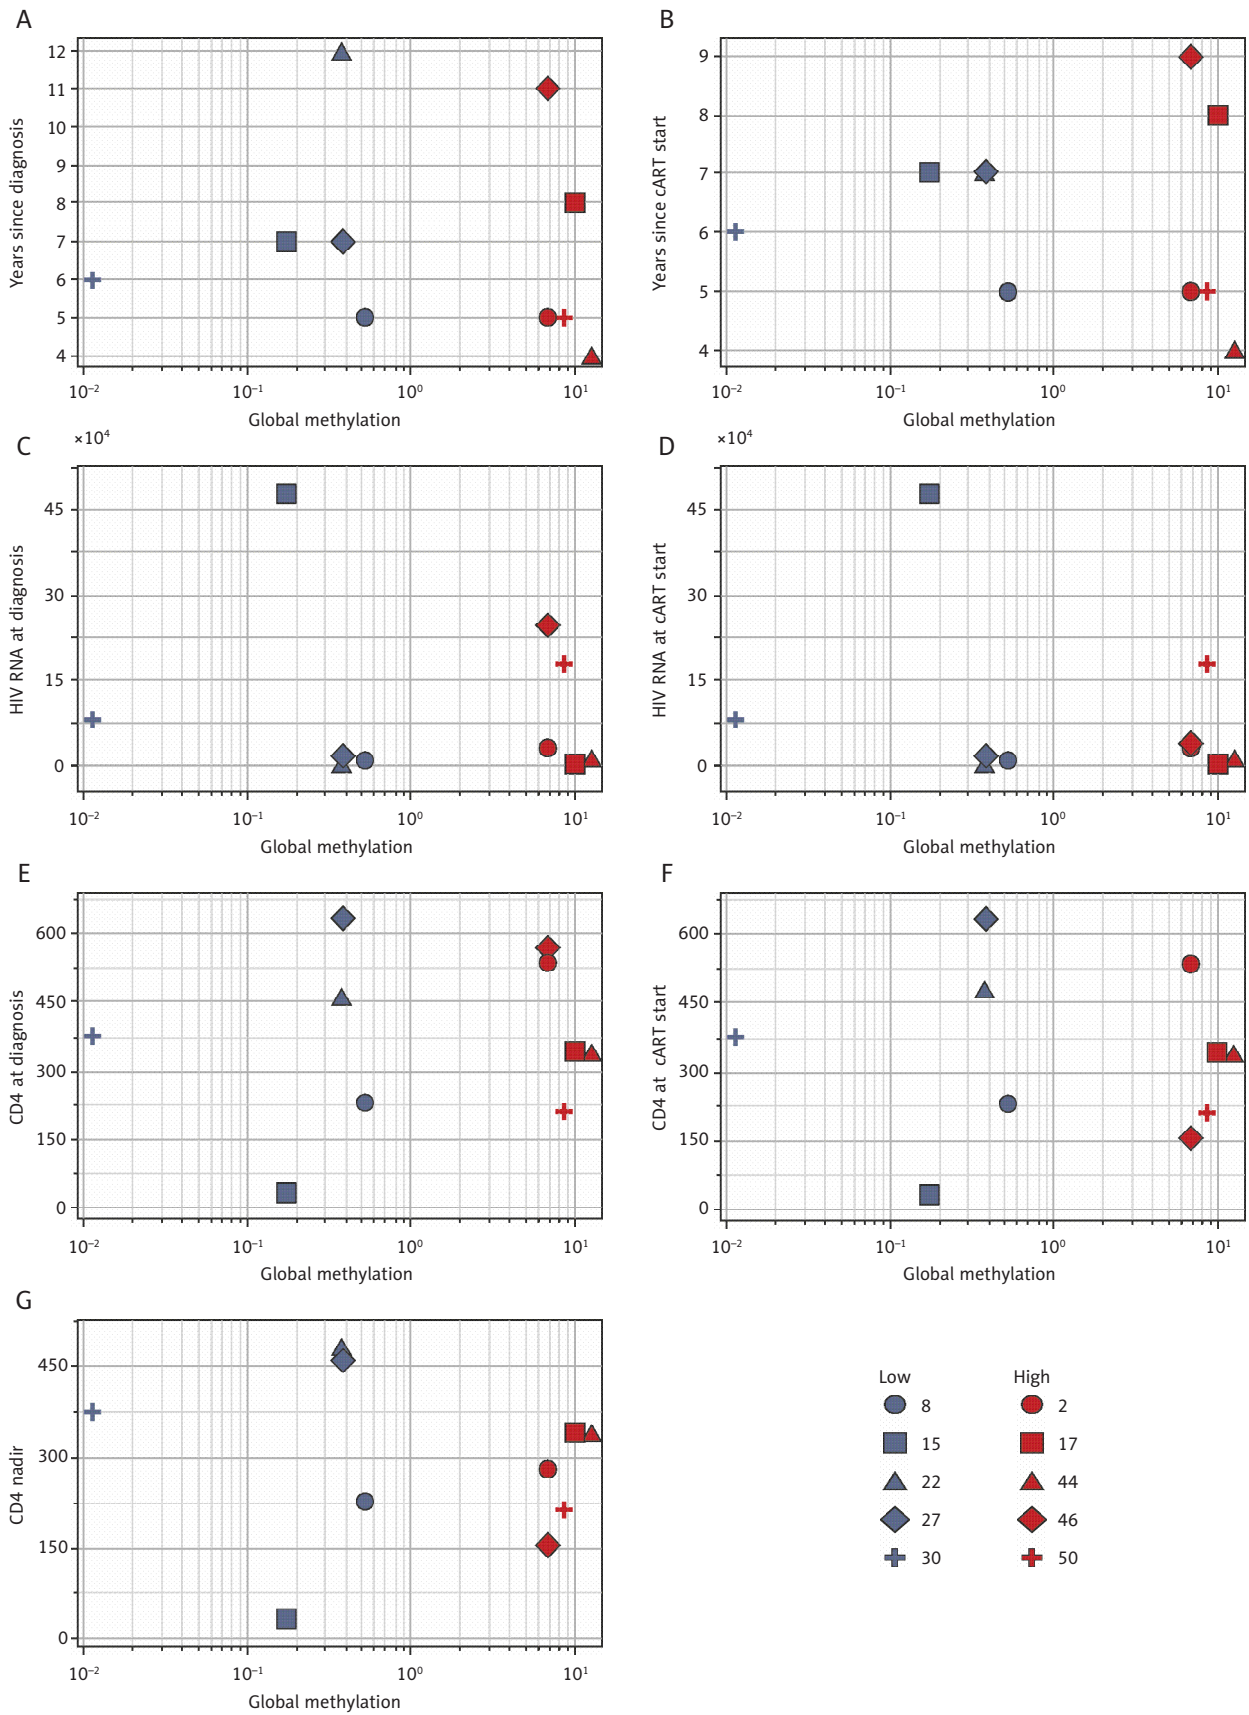 A
Years since diagnosis
12
11
10
9
8
7
6
5
4
10⁻² 10⁻¹ 10⁰ 10¹
Global methylation
B
Years since cART start
9
8
7
6
5
4
10⁻² 10⁻¹ 10⁰ 10¹
Global methylation
C
×10⁴
HIV RNA at diagnosis
45
30
15
0
10⁻² 10⁻¹ 10⁰ 10¹
Global methylation
D
×10⁴
HIV RNA at cART start
45
30
15
0
10⁻² 10⁻¹ 10⁰ 10¹
Global methylation
E
CD4 at diagnosis
600
450
300
150
0
10⁻² 10⁻¹ 10⁰ 10¹
Global methylation
F
CD4 at cART start
600
450
300
150
0
10⁻² 10⁻¹ 10⁰ 10¹
Global methylation
G
CD4 nadir
450
300
150
0
10⁻² 10⁻¹ 10⁰ 10¹
Global methylation
Low High
8 2
15 17
22 44
27 46
30 50